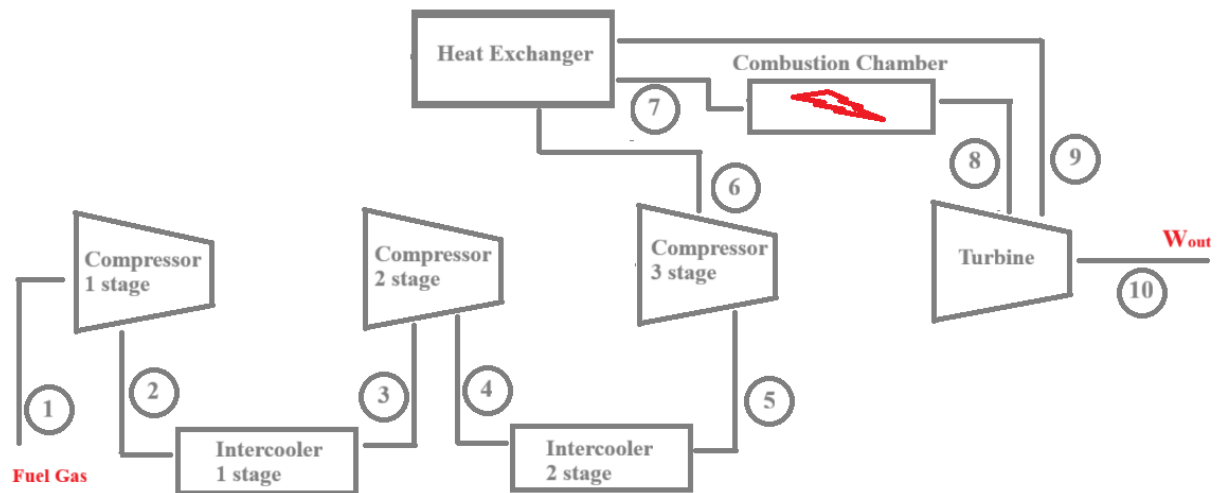 Heat Exchanger
Combustion Chamber
7
8
9
6
Compressor
1 stage
Compressor
2 stage
Compressor
3 stage
Turbine
Wout
10
1
2
3
4
5
Intercooler
1 stage
Intercooler
2 stage
Fuel Gas